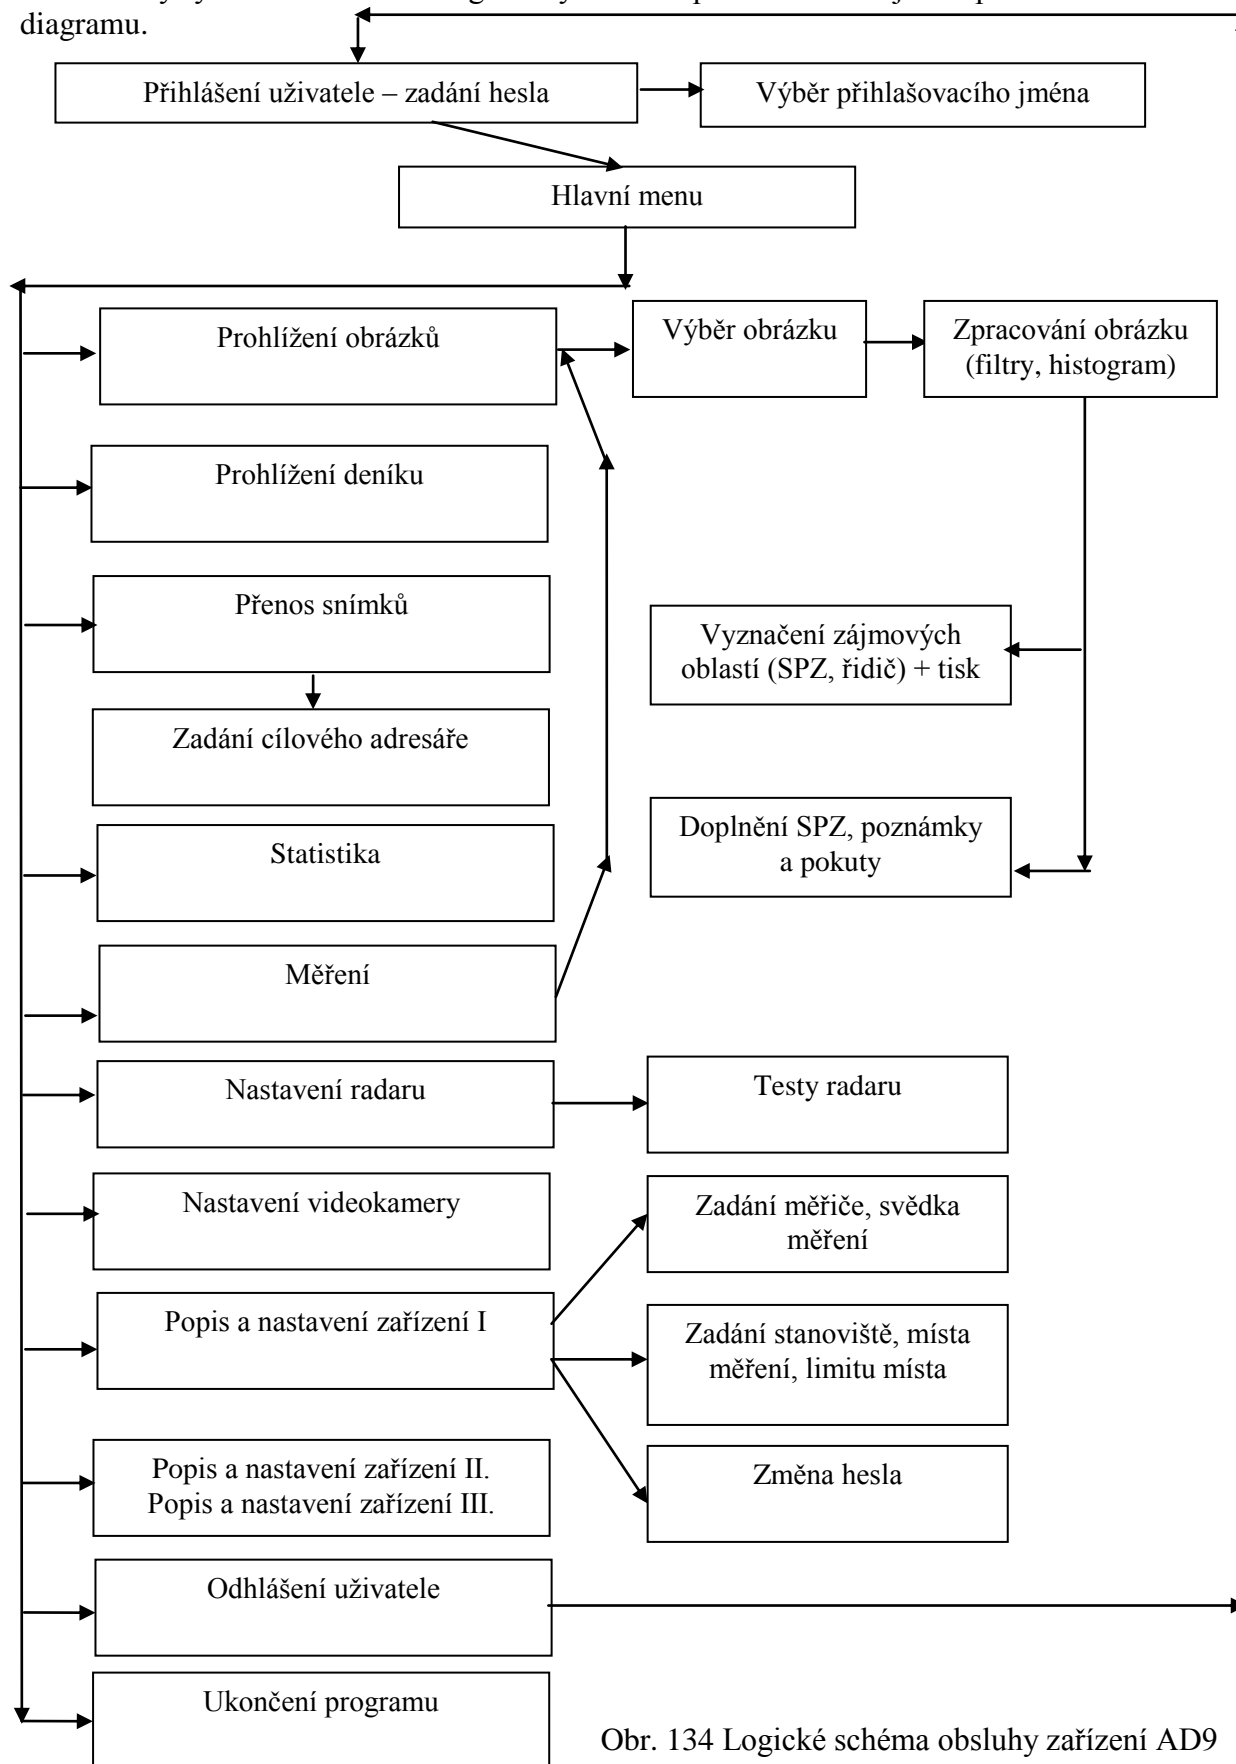 diagramu.
Přihlášení uživatele – zadání hesla
Výběr přihlašovacího jména
Hlavní menu
Prohlížení obrázků
Výběr obrázku
Zpracování obrázku
(filtry, histogram)
Prohlížení deníku
Přenos snímků
Vyznačení zájmových
oblastí (SPZ, řidič) + tisk
Zadání cílového adresáře
Doplnění SPZ, poznámky
a pokuty
Statistika
Měření
Nastavení radaru
Testy radaru
Nastavení videokamery
Zadání měřiče, svědka
měření
Popis a nastavení zařízení I
Zadání stanoviště, místa
měření, limitu místa
Popis a nastavení zařízení II.
Popis a nastavení zařízení III.
Změna hesla
Odhlášení uživatele
Ukončení programu
Obr. 134 Logické schéma obsluhy zařízení AD9